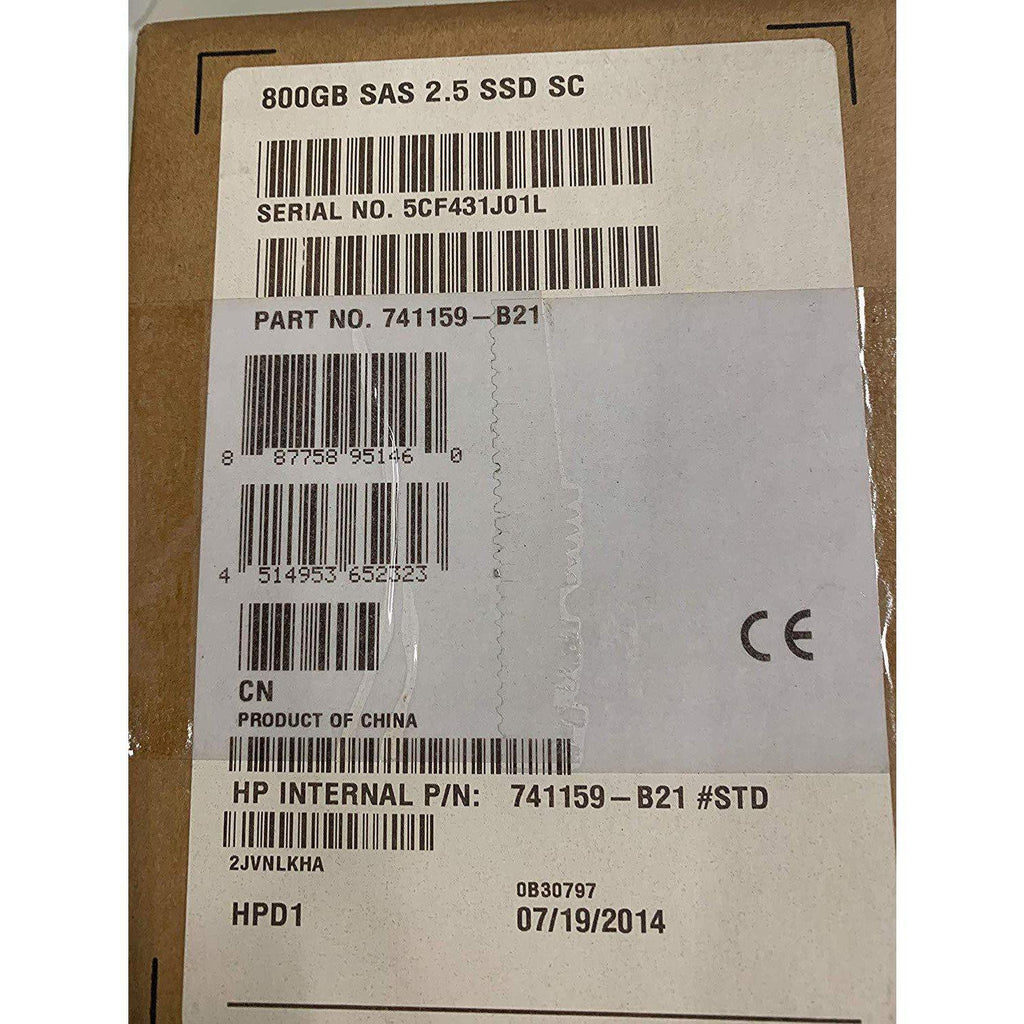 800GB SAS 2.5 SSD SC
SERIAL NO. 5CF431J01L
PART NO. 741159-B21
8 87758 95146 0
4 514953 652323
CE
CN
PRODUCT OF CHINA
HP INTERNAL P/N: 741159-B21 #STD
2JVNLKHA
0B30797
HPD1 07/19/2014